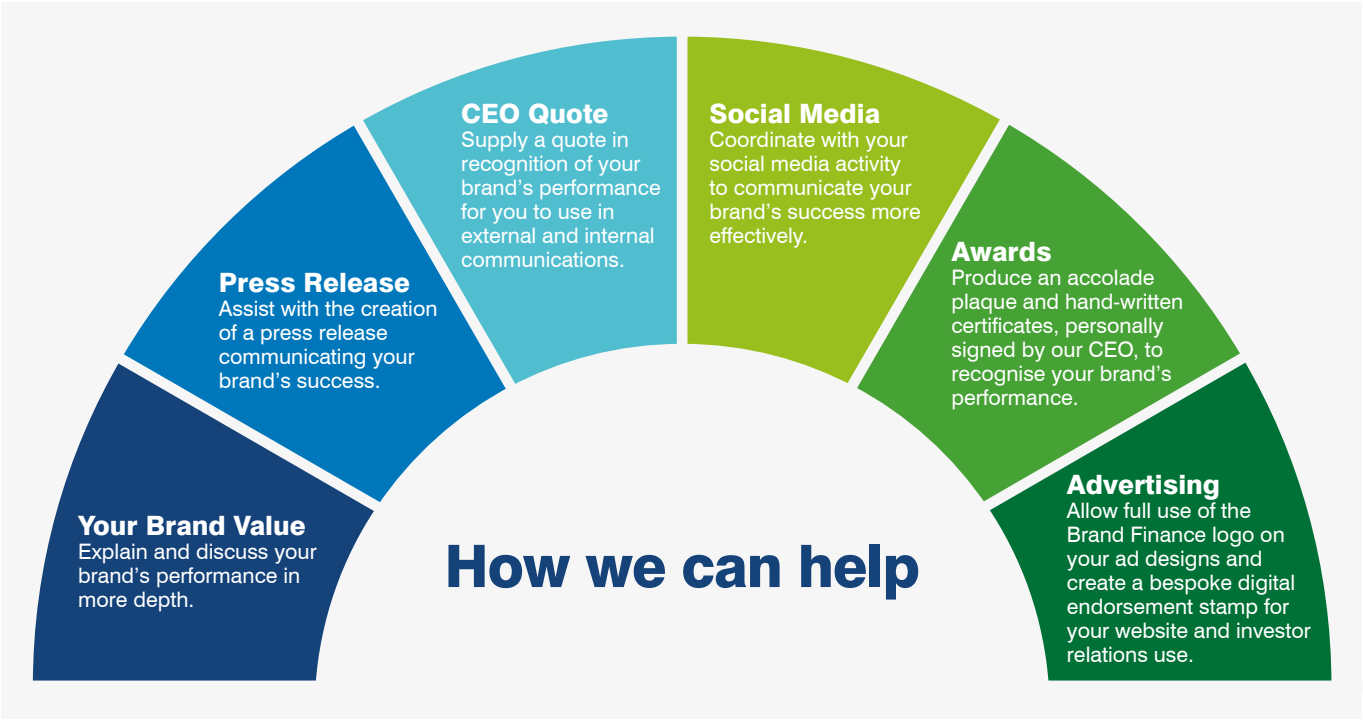 Your Brand Value
Explain and discuss your
brand's performance in
more depth.
Press Release
Assist with the creation
of a press release
communicating your
brand's success.
CEO Quote
Supply a quote in
recognition of your
brand's performance
for you to use in
external and internal
communications.
Social Media
Coordinate with your
social media activity
to communicate your
brand's success more
effectively.
Awards
Produce an accolade
plaque and hand-written
certificates, personally
signed by our CEO, to
recognise your brand's
performance.
Advertising
Allow full use of the
Brand Finance logo on
your ad designs and
create a bespoke digital
endorsement stamp for
your website and investor
relations use.
How we can help